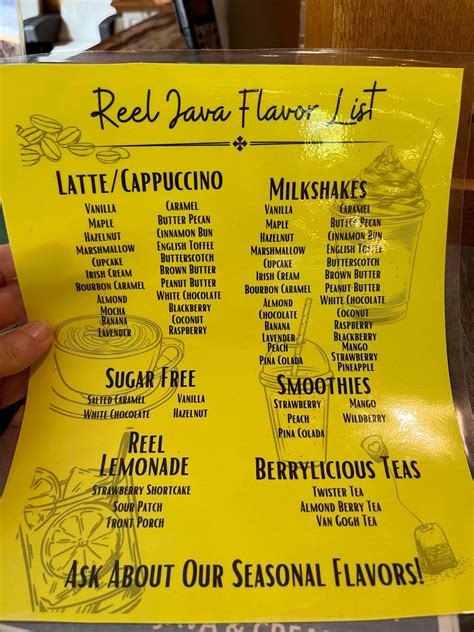 Reel Java Flavor List
Latte/Cappuccino
Vanilla
Maple
Hazelnut
Marshmallow
Cupcake
Irish Cream
Bourbon Caramel
Almond
Mocha
Banana
Lavender
Caramel
Butter Pecan
Cinnamon Bun
English Toffee
Butterscotch
Brown Butter
Peanut Butter
White Chocolate
Blackberry
Coconut
Raspberry
Milkshakes
Vanilla
Maple
Hazelnut
Marshmallow
Cupcake
Irish Cream
Bourbon Caramel
Almond
Chocolate
Banana
Lavender
Peach
Pina Colada
Caramel
Butter Pecan
Cinnamon Bun
English Toffee
Butterscotch
Brown Butter
Peanut Butter
White Chocolate
Coconut
Raspberry
Blackberry
Mango
Strawberry
Pineapple
Sugar Free
Salted Caramel
White Chocolate
Vanilla
Hazelnut
Smoothies
Strawberry
Peach
Pina Colada
Mango
Wildberry
Reel
Lemonade
Strawberry Shortcake
Sour Patch
Front Porch
Berrylicious Teas
Twister Tea
Almond Berry Tea
Van Gogh Tea
Ask About Our Seasonal Flavors!